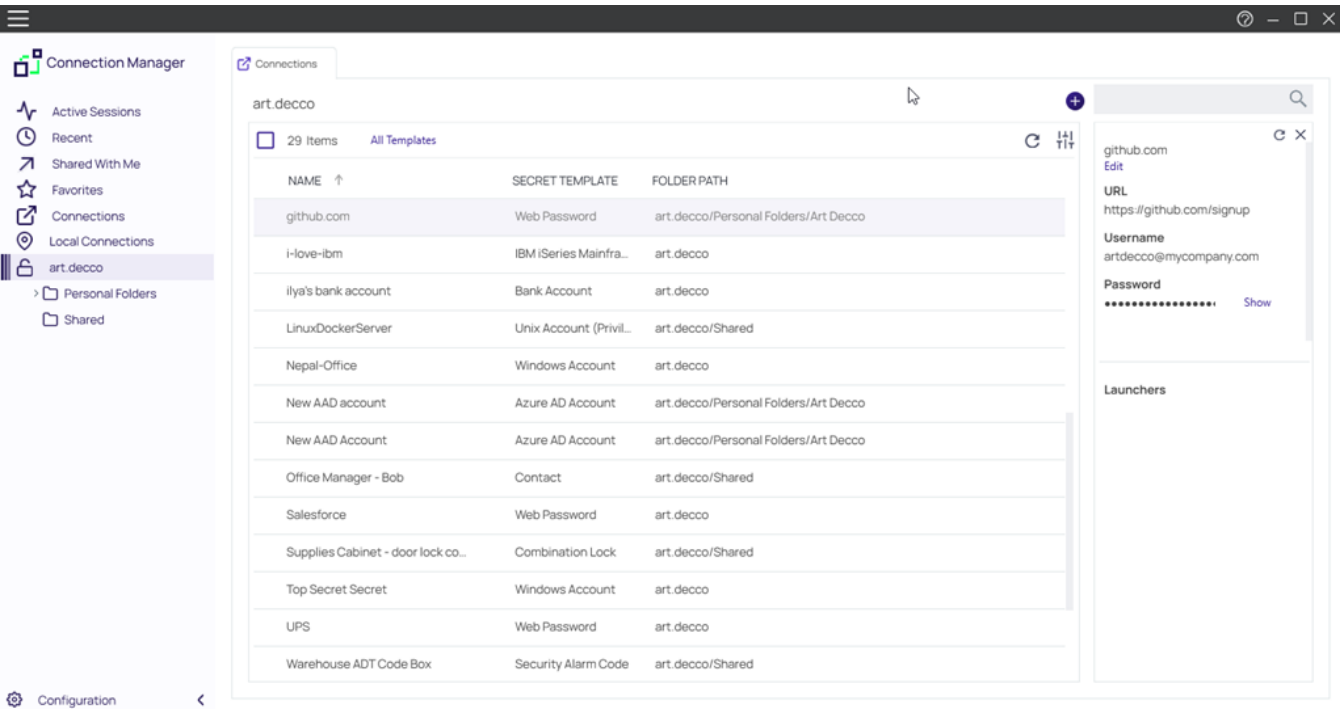 Connection Manager
Active Sessions
Recent
Shared With Me
Favorites
Connections
Local Connections
art.decco
Personal Folders
Shared
Configuration
Connections
art.decco
29 Items All Templates
NAME SECRET TEMPLATE FOLDER PATH
github.com Web Password art.decco/Personal Folders/Art Decco
i-love-ibm IBM iSeries Mainfra... art.decco
ilya's bank account Bank Account art.decco
LinuxDockerServer Unix Account (Privil... art.decco/Shared
Nepal-Office Windows Account art.decco
New AAD account Azure AD Account art.decco/Personal Folders/Art Decco
New AAD Account Azure AD Account art.decco/Personal Folders/Art Decco
Office Manager - Bob Contact art.decco/Shared
Salesforce Web Password art.decco
Supplies Cabinet - door lock co... Combination Lock art.decco/Shared
Top Secret Secret Windows Account art.decco
UPS Web Password art.decco
Warehouse ADT Code Box Security Alarm Code art.decco/Shared
github.com
Edit
URL
https://github.com/signup
Username
artdecco@mycompany.com
Password
Show
Launchers